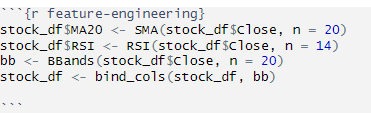 ```{r feature-engineering}
stock_df$MA20 <- SMA(stock_df$Close, n = 20)
stock_df$RSI <- RSI(stock_df$Close, n = 14)
bb <- BBands(stock_df$Close, n = 20)
stock_df <- bind_cols(stock_df, bb)
```